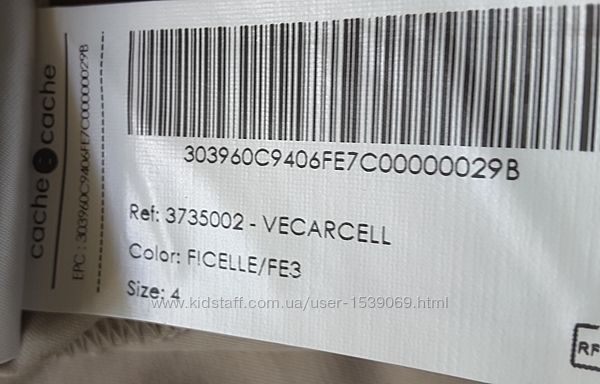 cache cache
EPC : 303960C9406FE7C00000029B
303960C9406FE7C00000029B
Ref: 3735002 - VECARCELL
Color: FICELLE/FE3
Size: 4
www.kidstaff.com.ua/user-1539069.html
RF